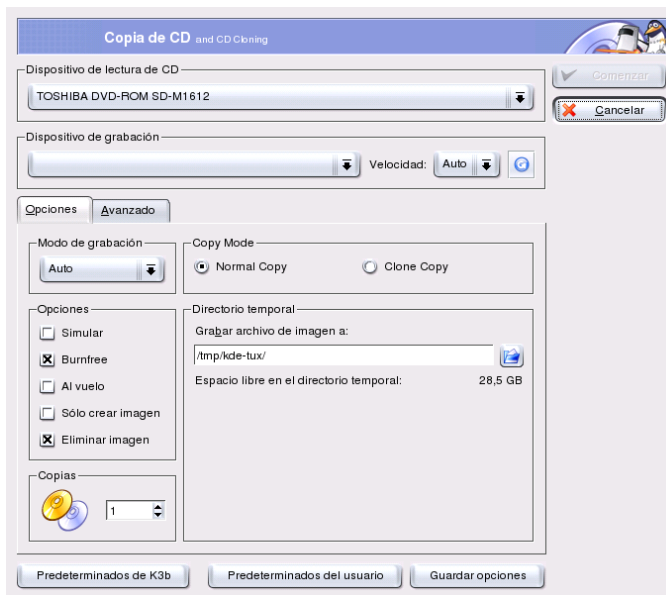 Copia de CD and CD Cloning
Dispositivo de lectura de CD
TOSHIBA DVD-ROM SD-M1612
Comenzar
Cancelar
Dispositivo de grabación
Velocidad: Auto
Opciones
Avanzado
Modo de grabación
Auto
Copy Mode
Normal Copy
Clone Copy
Opciones
Simular
Burnfree
Al vuelo
Sólo crear imagen
Eliminar imagen
Directorio temporal
Grabar archivo de imagen a:
/tmp/kde-tux/
Espacio libre en el directorio temporal: 28,5 GB
Copias
1
Predeterminados de K3b
Predeterminados del usuario
Guardar opciones